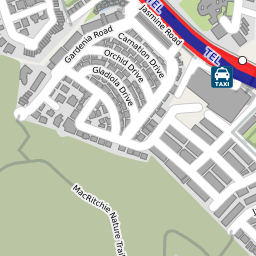 TEL
Jasmine Road
Carnation Drive
Gardenia Road
TEL
Orchid Drive
Gladiola Drive
TAXI
MacRitchie Nature Trail